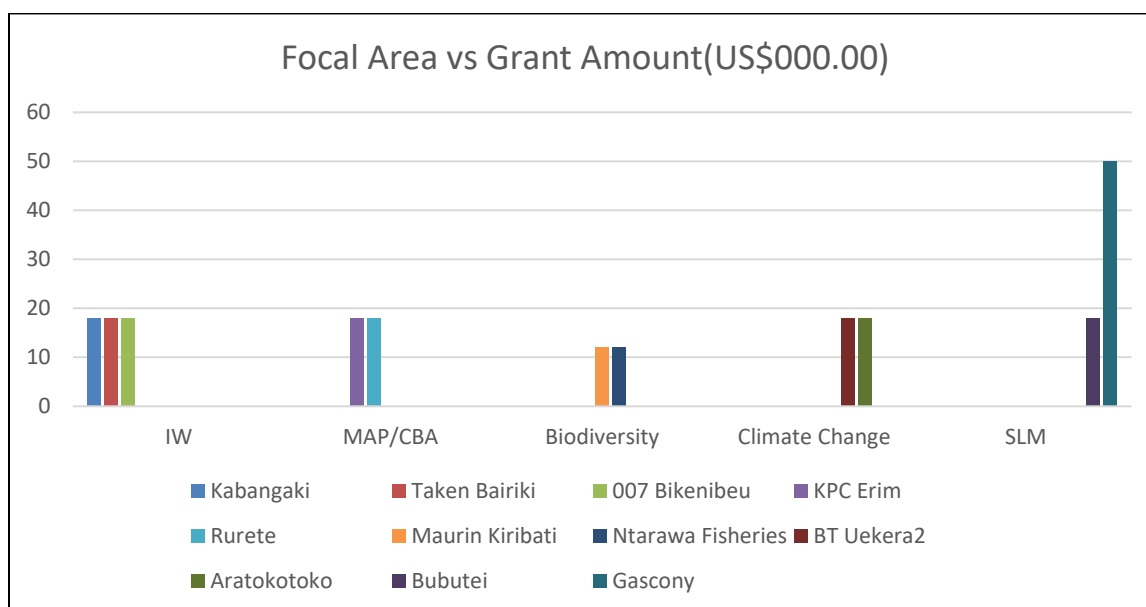 Focal Area vs Grant Amount(US$000.00)
60
50
40
30
20
10
0
IW MAP/CBA Biodiversity Climate Change SLM
Kabangaki Taken Bairiki 007 Bikenibeu KPC Erim
Rurete Maurin Kiribati Ntarawa Fisheries BT Uekera2
Aratokotoko Bubutei Gascony